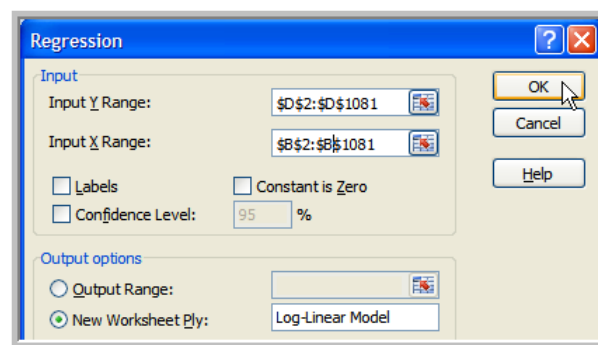 Regression
Input
Input Y Range: $D$2:$D$1081
Input X Range: $B$2:$B$1081
Labels Constant is Zero
Confidence Level: 95 %
Output options
Output Range:
New Worksheet Ply: Log-Linear Model
OK
Cancel
Help